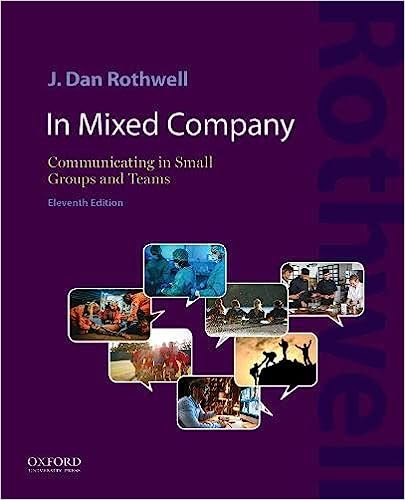 J. Dan Rothwell
In Mixed Company
Communicating in Small
Groups and Teams
Eleventh Edition
Rothwell
OXFORD
UNIVERSITY PRESS